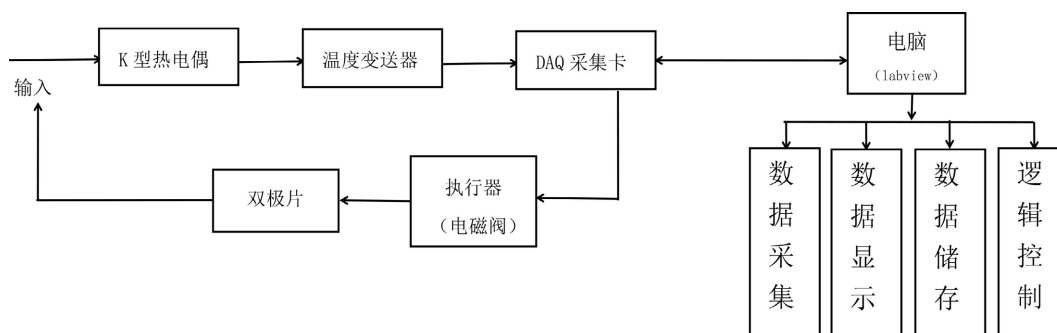 K 型热电偶
温度变送器
DAQ 采集卡
电脑
（labview）
输入
双极片
执行器
（电磁阀）
数据采集
数据显示
数据储存
逻辑控制